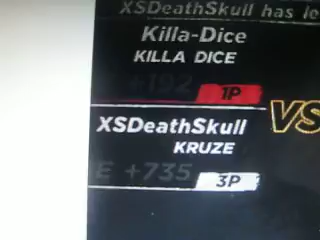 XSDeathSkull has le
Killa-Dice
KILLA DICE
+192 1P
VS
XSDeathSkull
KRUZE
E +735 3P